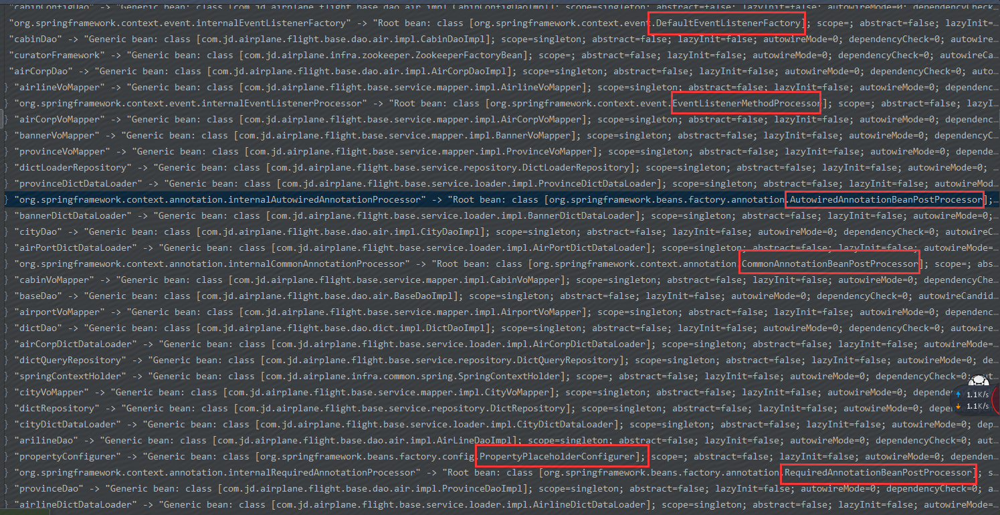 "cabinConfigDao" -> "Generic bean: class [com.jd.airplane.flight.base.dao.air.impl.CabinConfigDaoImpl]; scope=singleton; abstract=false; lazyInit=false; autowireMode=0; dependencyCheck=...
"org.springframework.context.event.internalEventListenerFactory" -> "Root bean: class [org.springframework.context.event.DefaultEventListenerFactory]; scope=; abstract=false; lazyInit=...
"cabinDao" -> "Generic bean: class [com.jd.airplane.flight.base.dao.air.impl.CabinDaoImpl]; scope=singleton; abstract=false; lazyInit=false; autowireMode=0; dependencyCheck=0; autowire...
"curatorFramework" -> "Generic bean: class [com.jd.airplane.infra.zookeeper.ZookeeperFactoryBean]; scope=; abstract=false; lazyInit=false; autowireMode=0; dependencyCheck=0; autowireCa...
"airCorpDao" -> "Generic bean: class [com.jd.airplane.flight.base.dao.air.impl.AirCorpDaoImpl]; scope=singleton; abstract=false; lazyInit=false; autowireMode=0; dependencyCheck=0; auto...
} "airlineVoMapper" -> "Generic bean: class [com.jd.airplane.flight.base.service.mapper.impl.AirlineVoMapper]; scope=singleton; abstract=false; lazyInit=false; autowireMode=0; dependenc...
} "org.springframework.context.event.internalEventListenerProcessor" -> "Root bean: class [org.springframework.context.event.EventListenerMethodProcessor]; scope=; abstract=false; lazyI...
} "airCorpVoMapper" -> "Generic bean: class [com.jd.airplane.flight.base.service.mapper.impl.AirCorpVoMapper]; scope=singleton; abstract=false; lazyInit=false; autowireMode=0; dependenc...
} "bannerVoMapper" -> "Generic bean: class [com.jd.airplane.flight.base.service.mapper.impl.BannerVoMapper]; scope=singleton; abstract=false; lazyInit=false; autowireMode=0; dependencyC...
} "provinceVoMapper" -> "Generic bean: class [com.jd.airplane.flight.base.service.mapper.impl.ProvinceVoMapper]; scope=singleton; abstract=false; lazyInit=false; autowireMode=0; depende...
} "dictLoaderRepository" -> "Generic bean: class [com.jd.airplane.flight.base.service.repository.DictLoaderRepository]; scope=singleton; abstract=false; lazyInit=false; autowireMode=0; ...
} "provinceDictDataLoader" -> "Generic bean: class [com.jd.airplane.flight.base.service.loader.impl.ProvinceDictDataLoader]; scope=singleton; abstract=false; lazyInit=false; autowireMod...
} "org.springframework.context.annotation.internalAutowiredAnnotationProcessor" -> "Root bean: class [org.springframework.beans.factory.annotation.AutowiredAnnotationBeanPostProcessor];...
} "bannerDictDataLoader" -> "Generic bean: class [com.jd.airplane.flight.base.service.loader.impl.BannerDictDataLoader]; scope=singleton; abstract=false; lazyInit=false; autowireMode=0;...
} "cityDao" -> "Generic bean: class [com.jd.airplane.flight.base.dao.air.impl.CityDaoImpl]; scope=singleton; abstract=false; lazyInit=false; autowireMode=0; dependencyCheck=0; autowireC...
} "airPortDictDataLoader" -> "Generic bean: class [com.jd.airplane.flight.base.service.loader.impl.AirPortDictDataLoader]; scope=singleton; abstract=false; lazyInit=false; autowireMode=...
} "org.springframework.context.annotation.internalCommonAnnotationProcessor" -> "Root bean: class [org.springframework.context.annotation.CommonAnnotationBeanPostProcessor]; scope=; abs...
} "cabinVoMapper" -> "Generic bean: class [com.jd.airplane.flight.base.service.mapper.impl.CabinVoMapper]; scope=singleton; abstract=false; lazyInit=false; autowireMode=0; dependencyChe...
} "baseDao" -> "Generic bean: class [com.jd.airplane.flight.base.dao.air.BaseDaoImpl]; scope=singleton; abstract=false; lazyInit=false; autowireMode=0; dependencyCheck=0; autowireCandid...
} "airportVoMapper" -> "Generic bean: class [com.jd.airplane.flight.base.service.mapper.impl.AirportVoMapper]; scope=singleton; abstract=false; lazyInit=false; autowireMode=0; dependenc...
} "dictDao" -> "Generic bean: class [com.jd.airplane.flight.base.dao.dict.impl.DictDaoImpl]; scope=singleton; abstract=false; lazyInit=false; autowireMode=0; dependencyCheck=0; autowire...
} "airCorpDictDataLoader" -> "Generic bean: class [com.jd.airplane.flight.base.service.loader.impl.AirCorpDictDataLoader]; scope=singleton; abstract=false; lazyInit=false; autowireMode=...
} "dictQueryRepository" -> "Generic bean: class [com.jd.airplane.flight.base.service.repository.DictQueryRepository]; scope=singleton; abstract=false; lazyInit=false; autowireMode=0; de...
} "springContextHolder" -> "Generic bean: class [com.jd.airplane.infra.common.spring.SpringContextHolder]; scope=; abstract=false; lazyInit=false; autowireMode=0; dependencyCheck=0; autow...
} "cityVoMapper" -> "Generic bean: class [com.jd.airplane.flight.base.service.mapper.impl.CityVoMapper]; scope=singleton; abstract=false; lazyInit=false; autowireMode=0; depende
1.1K/s
} "dictRepository" -> "Generic bean: class [com.jd.airplane.flight.base.service.repository.DictRepository]; scope=singleton; abstract=false; lazyInit=false; autowireMode=0; depe
1.1K/s
} "cityDictDataLoader" -> "Generic bean: class [com.jd.airplane.flight.base.service.loader.impl.CityDictDataLoader]; scope=singleton; abstract=false; lazyInit=false; autowireMode=0; dep...
} "arilineDao" -> "Generic bean: class [com.jd.airplane.flight.base.dao.air.impl.AirLineDaoImpl]; scope=singleton; abstract=false; lazyInit=false; autowireMode=0; dependencyCheck=0; aut...
} "propertyConfigurer" -> "Generic bean: class [org.springframework.beans.factory.config.PropertyPlaceholderConfigurer]; scope=; abstract=false; lazyInit=false; autowireMode=0; dependen...
} "org.springframework.context.annotation.internalRequiredAnnotationProcessor" -> "Root bean: class [org.springframework.beans.factory.annotation.RequiredAnnotationBeanPostProcessor]; s...
} "provinceDao" -> "Generic bean: class [com.jd.airplane.flight.base.dao.air.impl.ProvinceDaoImpl]; scope=singleton; abstract=false; lazyInit=false; autowireMode=0; dependencyCheck=0; a...
} "airlineDictDataLoader" -> "Generic bean: class [com.jd.airplane.flight.base.service.loader.impl.AirlineDictDataLoader]; scope=singleton; abstract=false; lazyInit=false; autowireMode=...